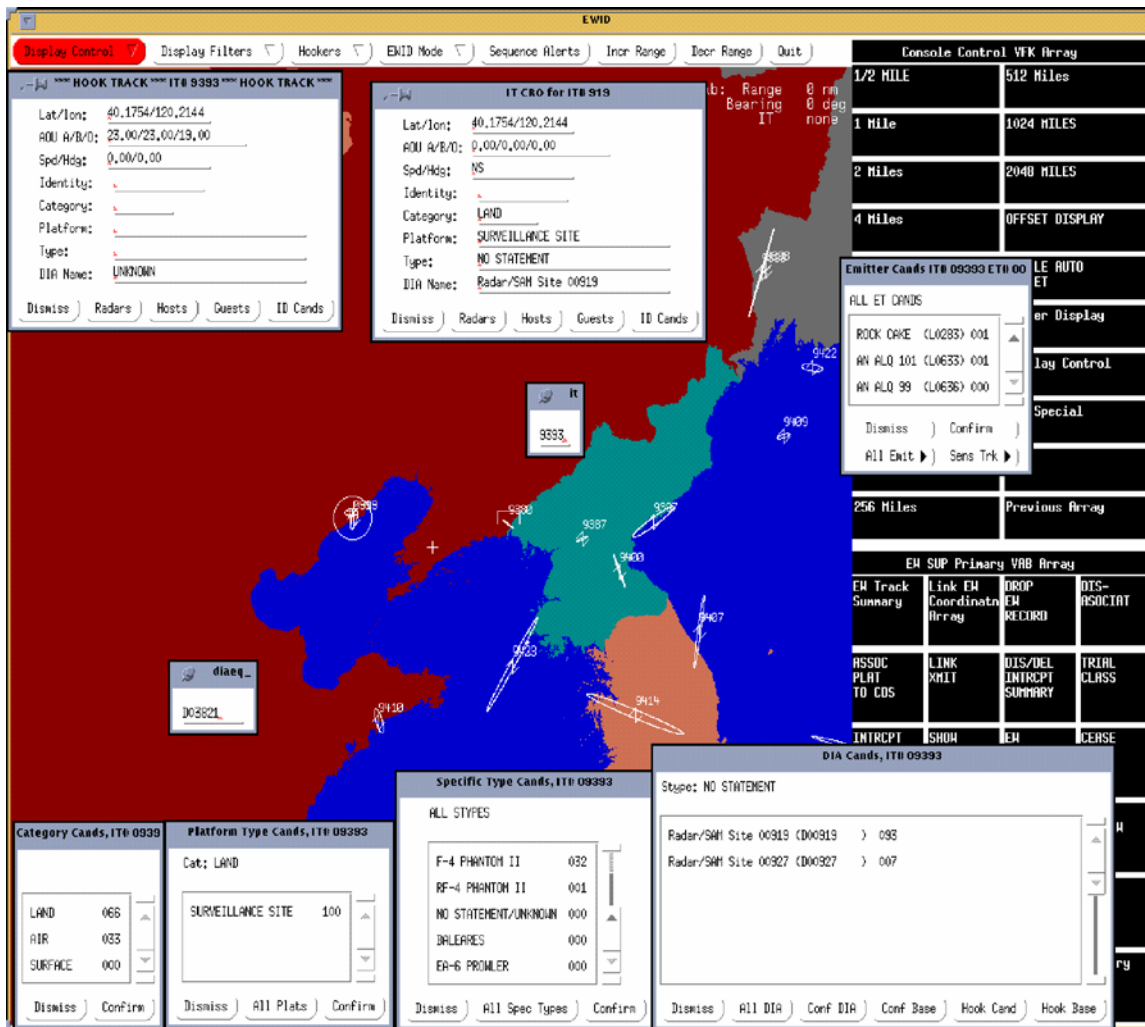 EWID
Display Control
Display Filters
Hookers
EWID Mode
Sequence Alerts
Incr Range
Decr Range
Quit
*** HOOK TRACK *** IT# 9393 *** HOOK TRACK ***
Lat/lon: 40.1754/120.2144
AOU A/B/O: 23.00/23.00/19.00
Spd/Hdg: 0.00/0.00
Identity:
Category:
Platform:
Type:
DIA Name: UNKNOWN
Dismiss Radars Hosts Guests ID Cands
IT CRO for IT# 919
Lat/lon: 40.1754/120.2144
AOU A/B/O: 0.00/0.00/0.00
Spd/Hdg: NS
Identity:
Category: LAND
Platform: SURVEILLANCE SITE
Type: NO STATEMENT
DIA Name: Radar/SAM Site 00919
Dismiss Radars Hosts Guests ID Cands
ub: Range 0 nm
Bearing 0 deg
IT none
Console Control VFK Array
1/2 MILE 512 Miles
1 Mile 1024 MILES
2 Miles 2048 MILES
4 Miles OFFSET DISPLAY
LE AUTO
ET
er Display
lay Control
Special
256 Miles Previous Array
Emitter Cands IT# 09393 ET# 00
ALL ET CANDS
ROCK CAKE (L0283) 001
AN ALQ 101 (L0633) 001
AN ALQ 99 (L0636) 000
Dismiss Confirm
All Emit Sens Trk
9422
9409
it
9393
9380
9387
9400
9407
9423
9414
9410
diaeq_
D03821
EW SUP Primary VAB Array
EW Track
Summary
Link EW
Coordinatn
Array
DROP
EW
RECORD
DIS-
ASOCIAT
ASSOC
PLAT
TO CDS
LINK
XMIT
DIS/DEL
INTRCPT
SUMMARY
TRIAL
CLASS
INTRCPT
SHOW
EW
CEASE
Category Cands, IT# 0939
LAND 066
AIR 033
SURFACE 000
Dismiss Confirm
Platform Type Cands, IT# 09393
Cat: LAND
SURVEILLANCE SITE 100
Dismiss All Plats Confirm
Specific Type Cands, IT# 09393
ALL STYPES
F-4 PHANTOM II 032
RF-4 PHANTOM II 001
NO STATEMENT/UNKNOWN 000
BALEARES 000
EA-6 PROWLER 000
Dismiss All Spec Types Confirm
DIA Cands, IT# 09393
Stype: NO STATEMENT
Radar/SAM Site 00919 (D00919 ) 093
Radar/SAM Site 00927 (D00927 ) 007
Dismiss All DIA Conf DIA Conf Base Hook Cand Hook Base
ry